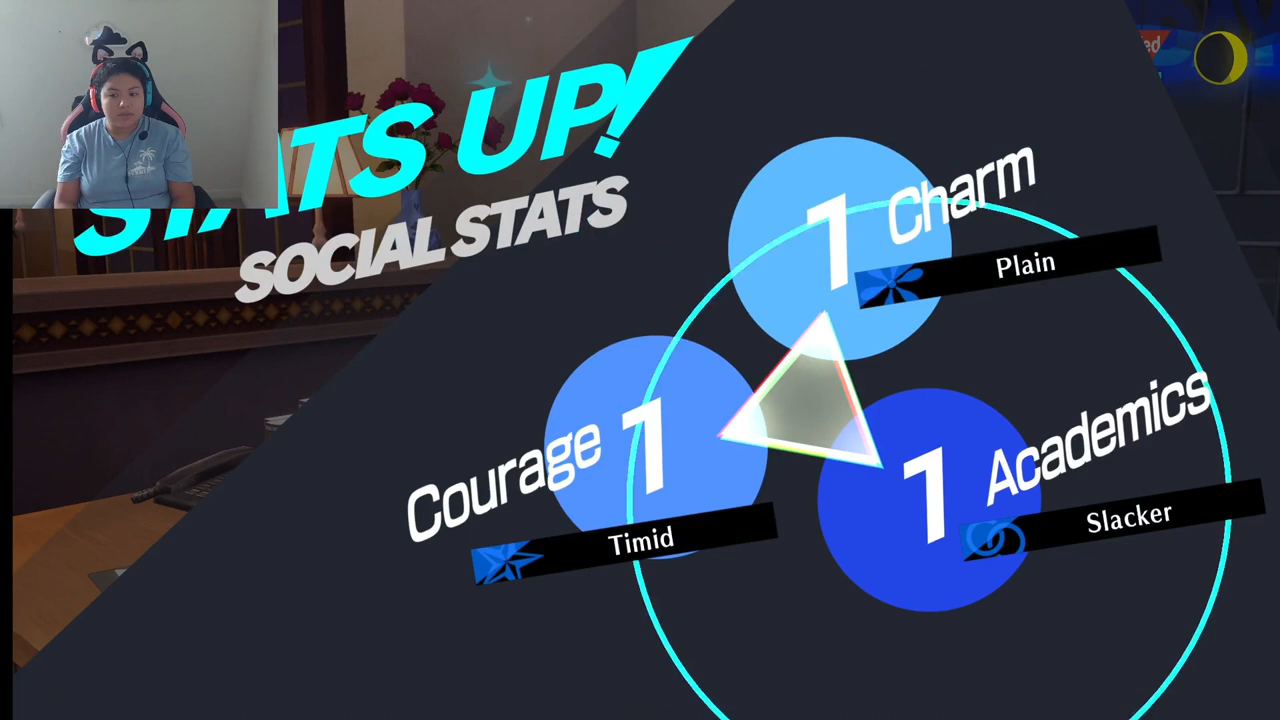 STATS UP!
SOCIAL STATS
1 Charm
Plain
Courage 1
Timid
1 Academics
Slacker